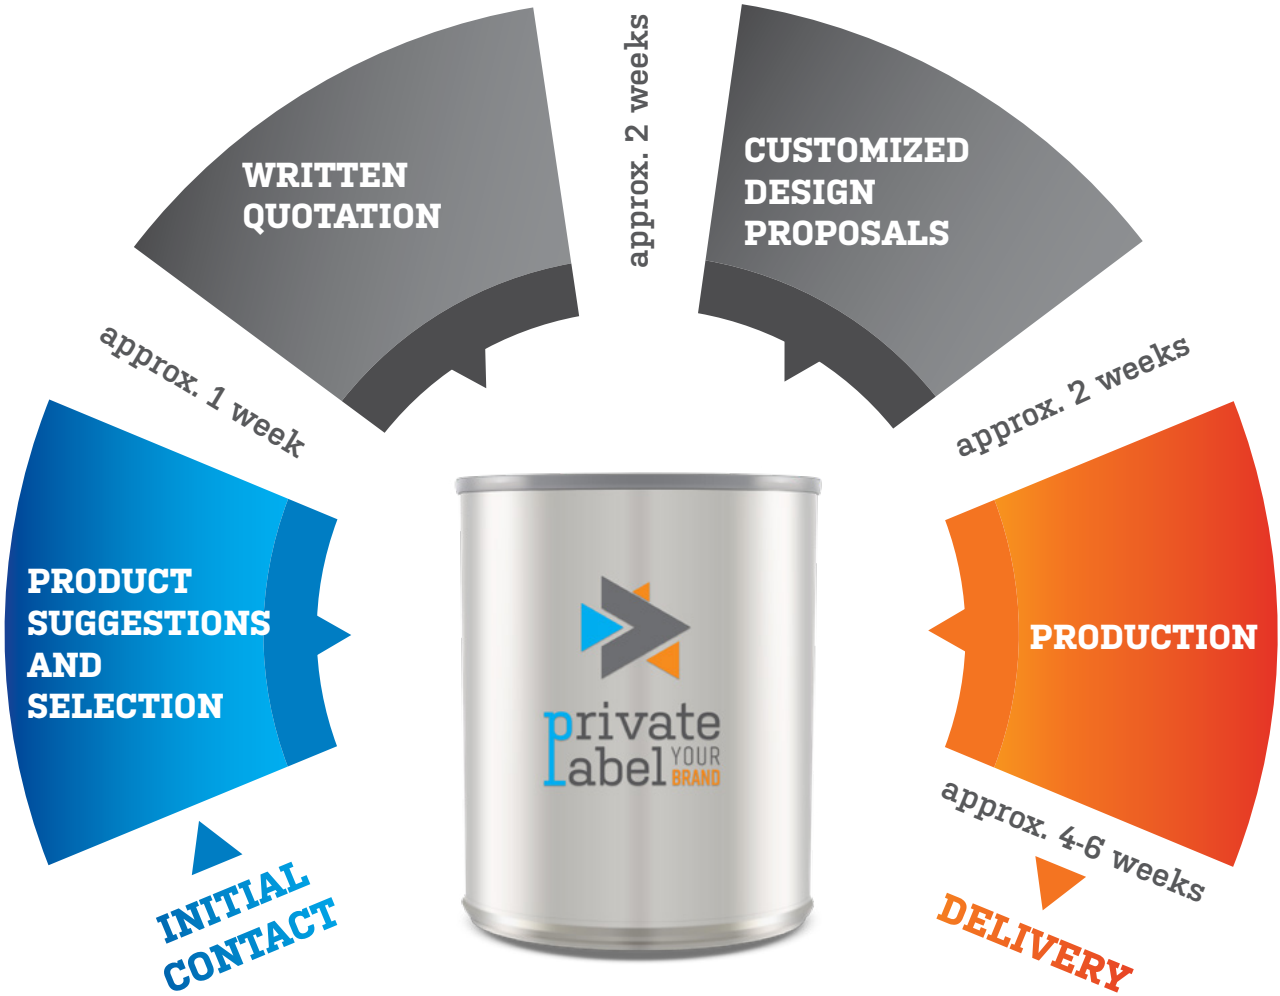 INITIAL
CONTACT
PRODUCT
SUGGESTIONS
AND
SELECTION
approx. 1 week
WRITTEN
QUOTATION
approx. 2 weeks
CUSTOMIZED
DESIGN
PROPOSALS
approx. 2 weeks
PRODUCTION
approx. 4-6 weeks
DELIVERY
private
label YOUR
BRAND